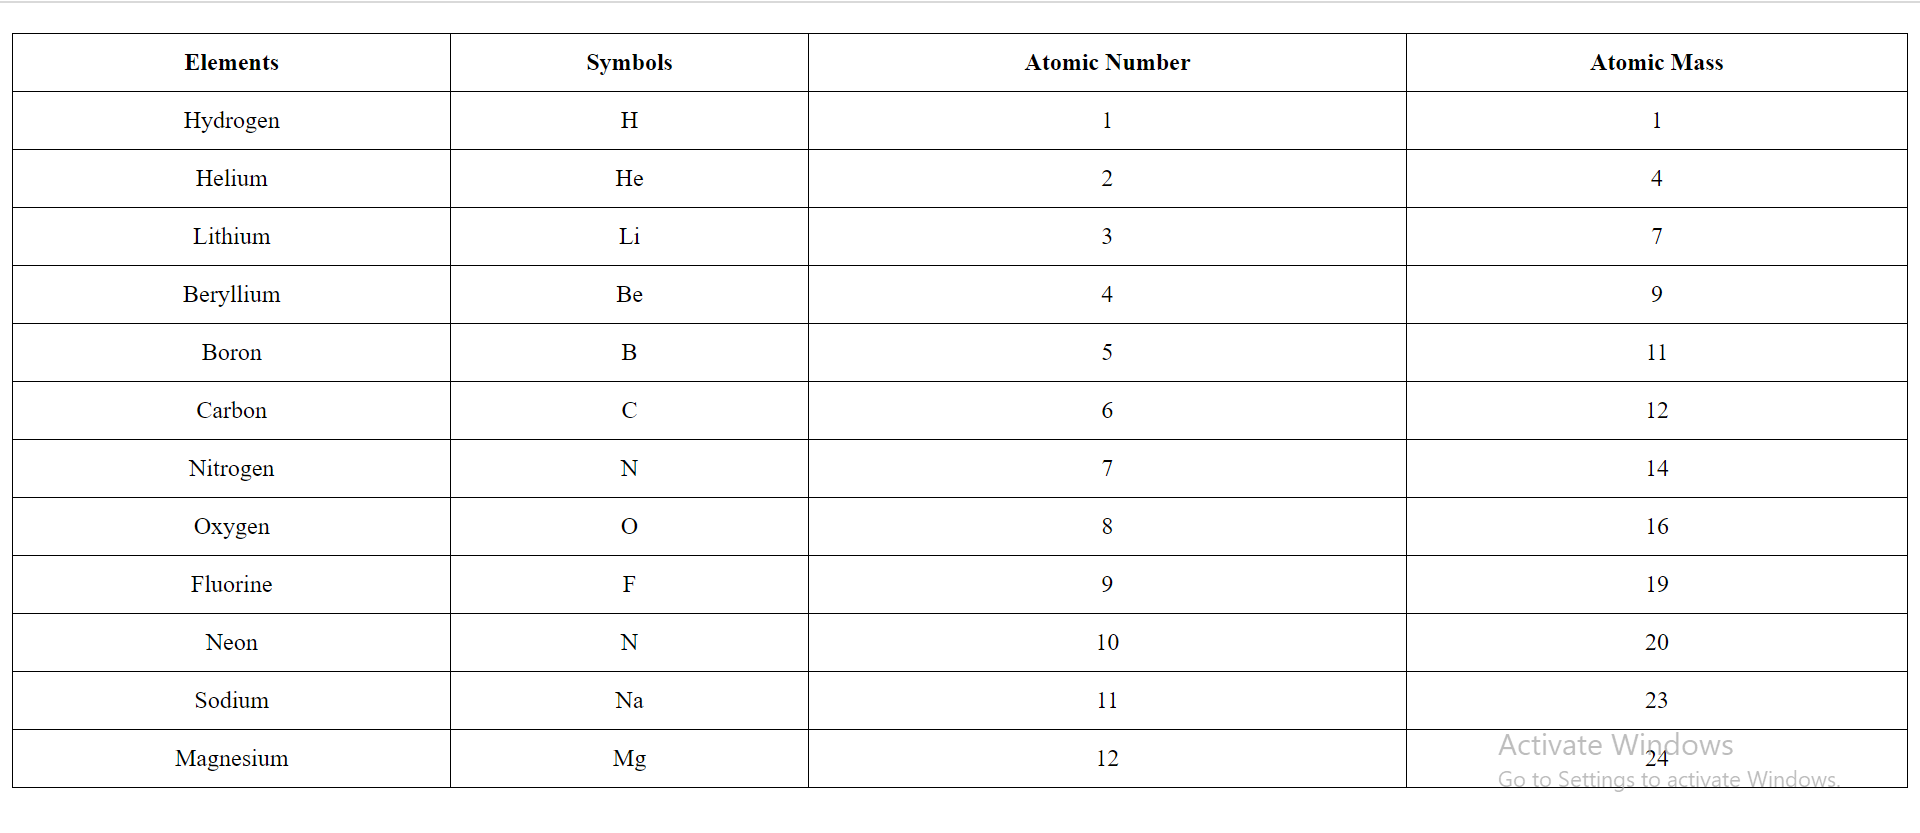 Elements Symbols Atomic Number Atomic Mass
Hydrogen H 1 1
Helium He 2 4
Lithium Li 3 7
Beryllium Be 4 9
Boron B 5 11
Carbon C 6 12
Nitrogen N 7 14
Oxygen O 8 16
Fluorine F 9 19
Neon N 10 20
Sodium Na 11 23
Magnesium Mg 12 24
Activate Windows
Go to Settings to activate Windows.